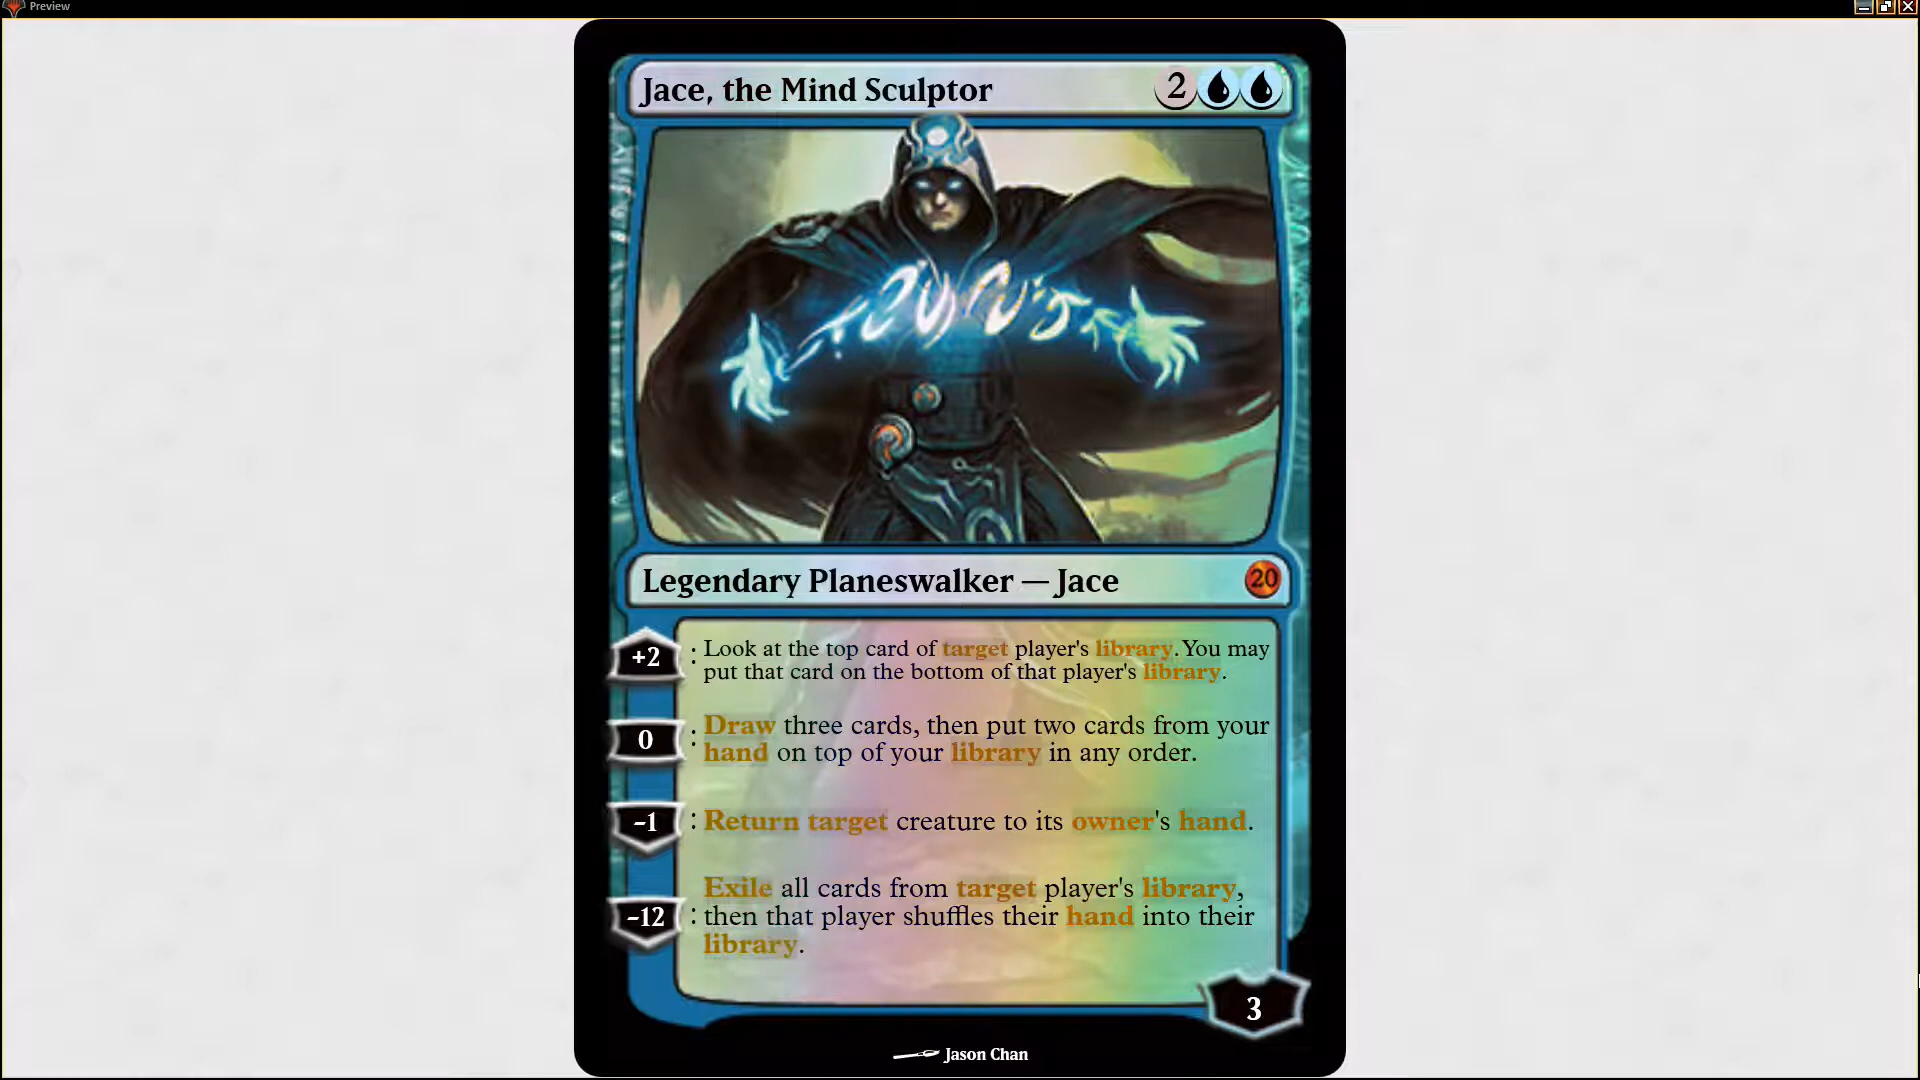 Preview
Jace, the Mind Sculptor 2
Legendary Planeswalker — Jace 20
+2 : Look at the top card of target player's library. You may
put that card on the bottom of that player's library.
0 : Draw three cards, then put two cards from your
hand on top of your library in any order.
−1 : Return target creature to its owner's hand.
Exile all cards from target player's library,
−12 : then that player shuffles their hand into their
library.
3
Jason Chan